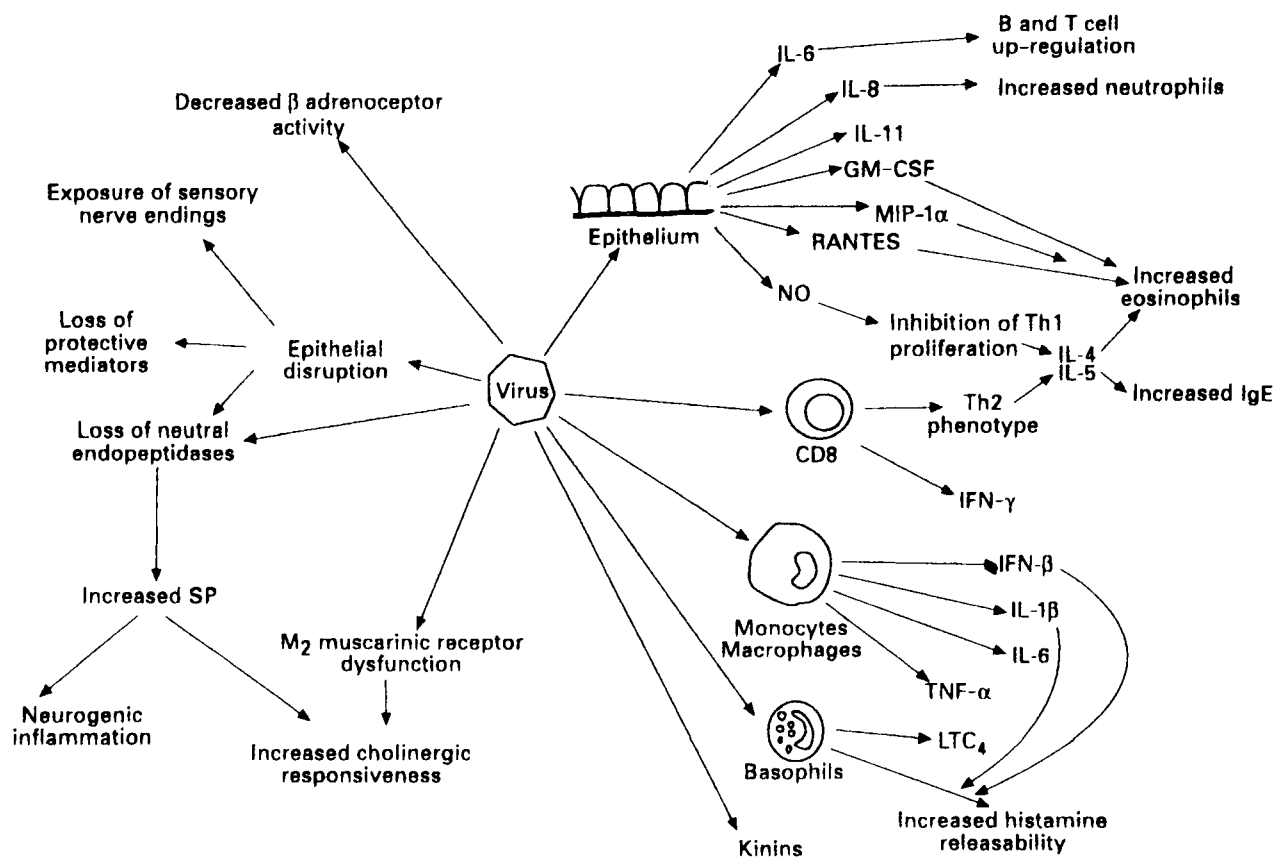 B and T cell
up-regulation
IL-6
IL-8
Increased neutrophils
Decreased β adrenoceptor
activity
IL-11
GM-CSF
Exposure of sensory
nerve endings
MIP-1α
Epithelium
RANTES
Increased
eosinophils
NO
Loss of
protective
mediators
Epithelial
disruption
Inhibition of Th1
proliferation
IL-4
IL-5
Virus
Increased IgE
Th2
phenotype
Loss of neutral
endopeptidases
CD8
IFN-γ
IFN-β
Increased SP
IL-1β
Monocytes
Macrophages
M2 muscarinic receptor
dysfunction
IL-6
TNF-α
Neurogenic
inflammation
LTC4
Increased cholinergic
responsiveness
Basophils
Increased histamine
releasability
Kinins